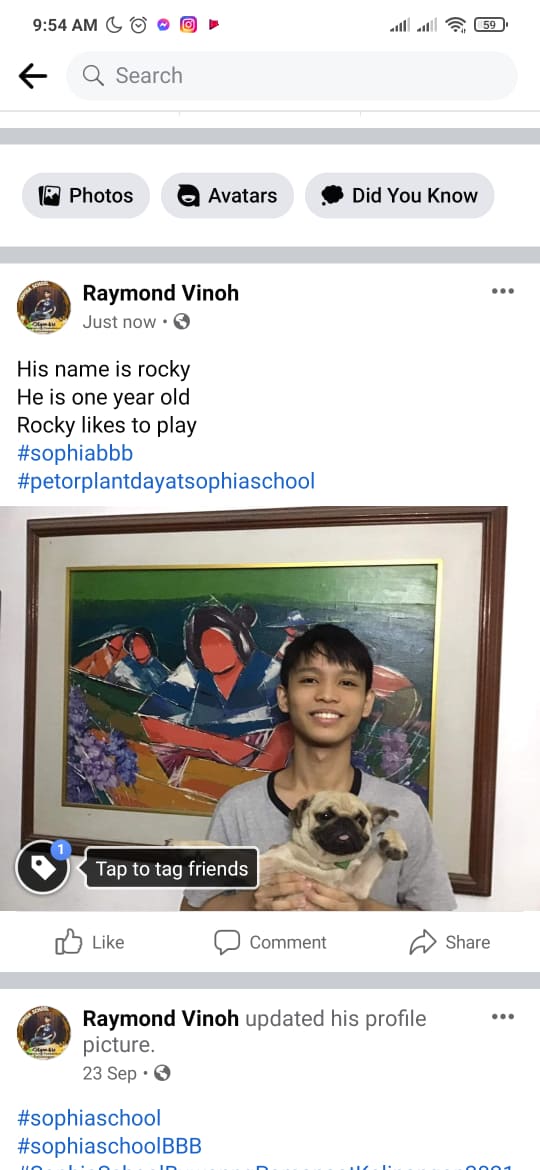 9:54 AM
59
Search
Photos
Avatars
Did You Know
Raymond Vinoh
Just now •
His name is rocky
He is one year old
Rocky likes to play
#sophiabbb
#petorplantdayatsophiaschool
1
Tap to tag friends
Like
Comment
Share
Raymond Vinoh updated his profile
picture.
23 Sep •
#sophiaschool
#sophiaschoolBBB